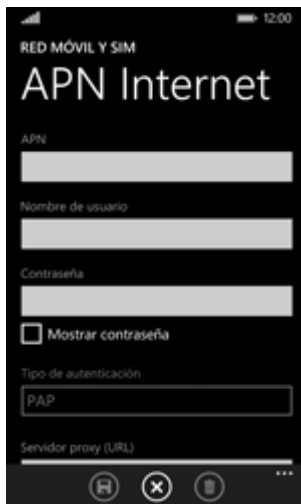 12:00
RED MÓVIL Y SIM
APN Internet
APN
Nombre de usuario
Contraseña
Mostrar contraseña
Tipo de autenticación
PAP
Servidor proxy (URL)